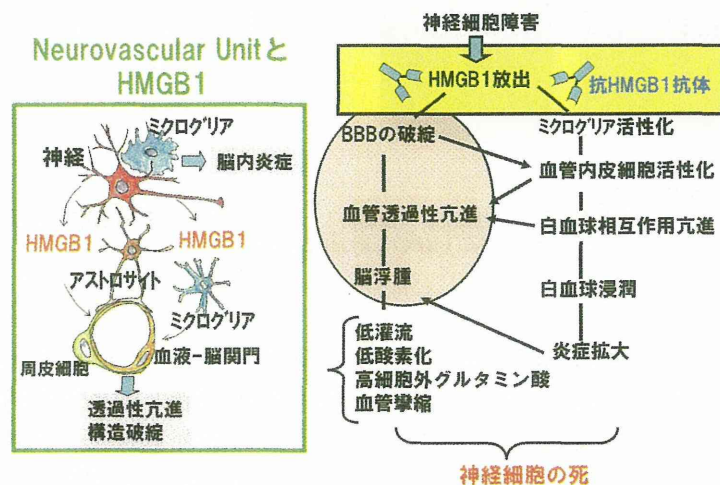 Neurovascular Unitと
HMGB1
ミクログリア
神経
脳内炎症
HMGB1
HMGB1
アストロサイト
ミクログリア
周皮細胞
血液-脳関門
透過性亢進
構造破綻
神経細胞障害
HMGB1放出
抗HMGB1抗体
BBBの破綻
ミクログリア活性化
血管内皮細胞活性化
血管透過性亢進
白血球相互作用亢進
脳浮腫
白血球浸潤
低灌流
低酸素化
高細胞外グルタミン酸
血管攣縮
炎症拡大
神経細胞の死